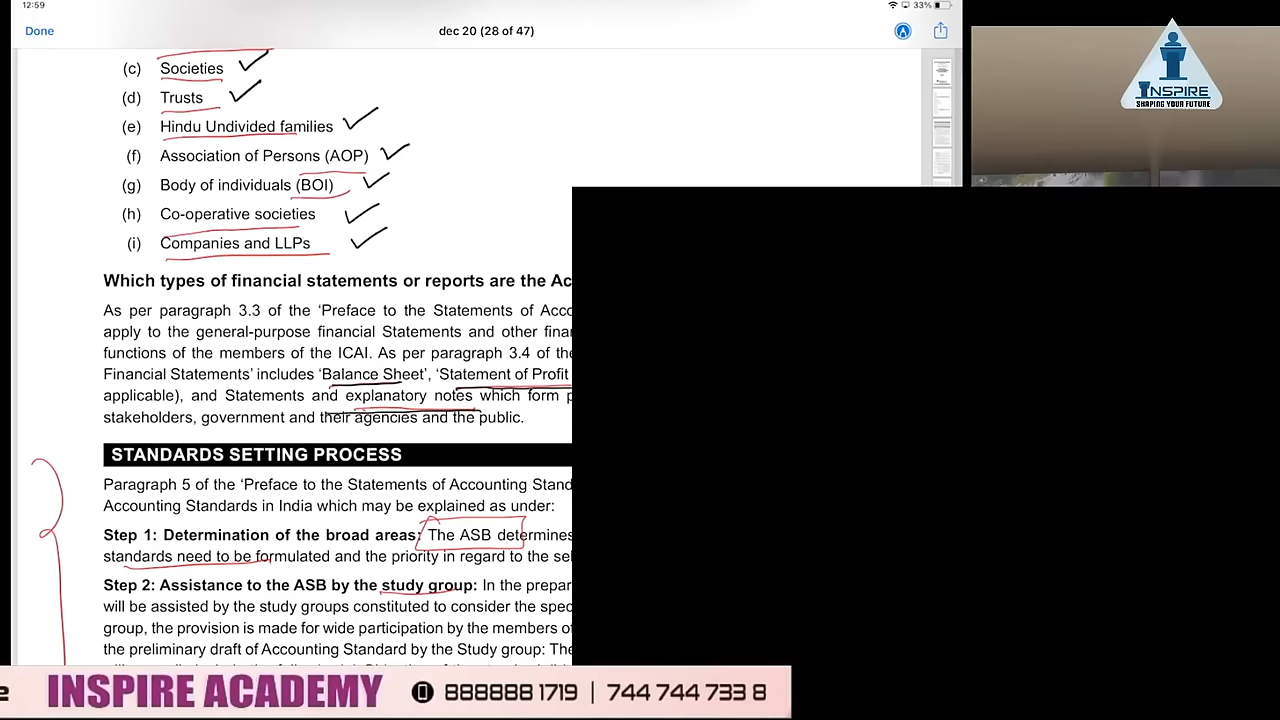 12:59
33%
Done
dec 20 (28 of 47)
INSPIRE
SHAPING YOUR FUTURE
(c) Societies
(d) Trusts
(e) Hindu Undivided families
(f) Association of Persons (AOP)
(g) Body of individuals (BOI)
(h) Co-operative societies
(i) Companies and LLPs
Which types of financial statements or reports are the Ac
As per paragraph 3.3 of the ‘Preface to the Statements of Acco
apply to the general-purpose financial Statements and other finan
functions of the members of the ICAI. As per paragraph 3.4 of the
Financial Statements’ includes ‘Balance Sheet’, ‘Statement of Profit
applicable), and Statements and explanatory notes which form p
stakeholders, government and their agencies and the public.
STANDARDS SETTING PROCESS
Paragraph 5 of the ‘Preface to the Statements of Accounting Stand
Accounting Standards in India which may be explained as under:
Step 1: Determination of the broad areas: The ASB determines
standards need to be formulated and the priority in regard to the sel
Step 2: Assistance to the ASB by the study group: In the prepar
will be assisted by the study groups constituted to consider the spec
group, the provision is made for wide participation by the members of
the preliminary draft of Accounting Standard by the Study group: The
e INSPIRE ACADEMY 888888 1719 | 744 744 733 8